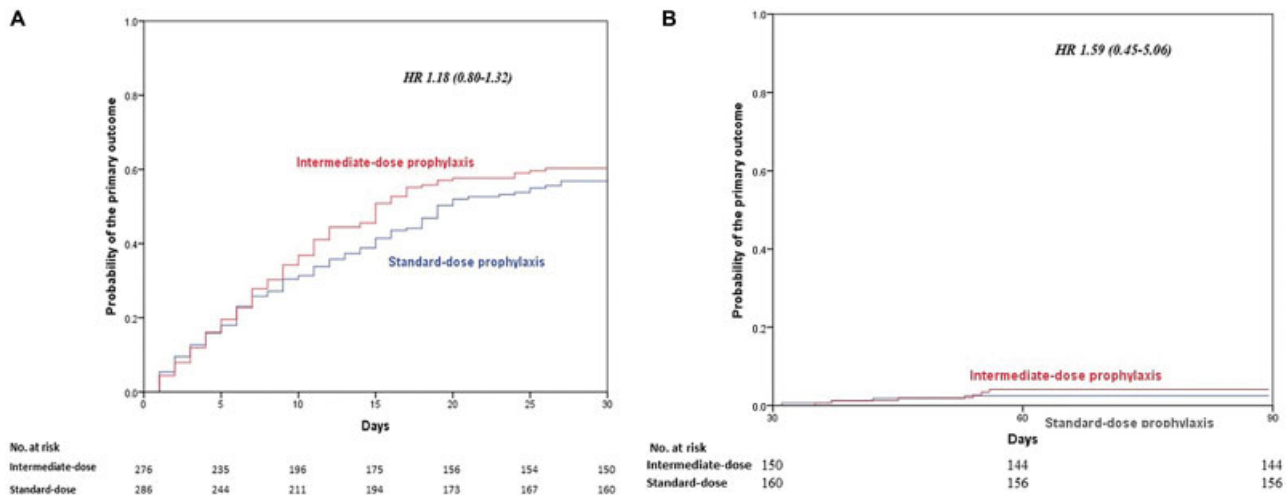 A
Probability of the primary outcome
1.0
0.8
0.6
0.4
0.2
0.0
HR 1.18 (0.80-1.32)
Intermediate-dose prophylaxis
Standard-dose prophylaxis
0 5 10 15 20 25 30
Days
No. at risk
Intermediate-dose 276 235 196 175 156 154 150
Standard-dose 286 244 211 194 173 167 160
B
Probability of the primary outcome
1.0
0.8
0.6
0.4
0.2
0.0
HR 1.59 (0.45-5.06)
Intermediate-dose prophylaxis
30 60 90
Standard-dose prophylaxis
Days
No. at risk
Intermediate-dose 150 144 144
Standard-dose 160 156 156